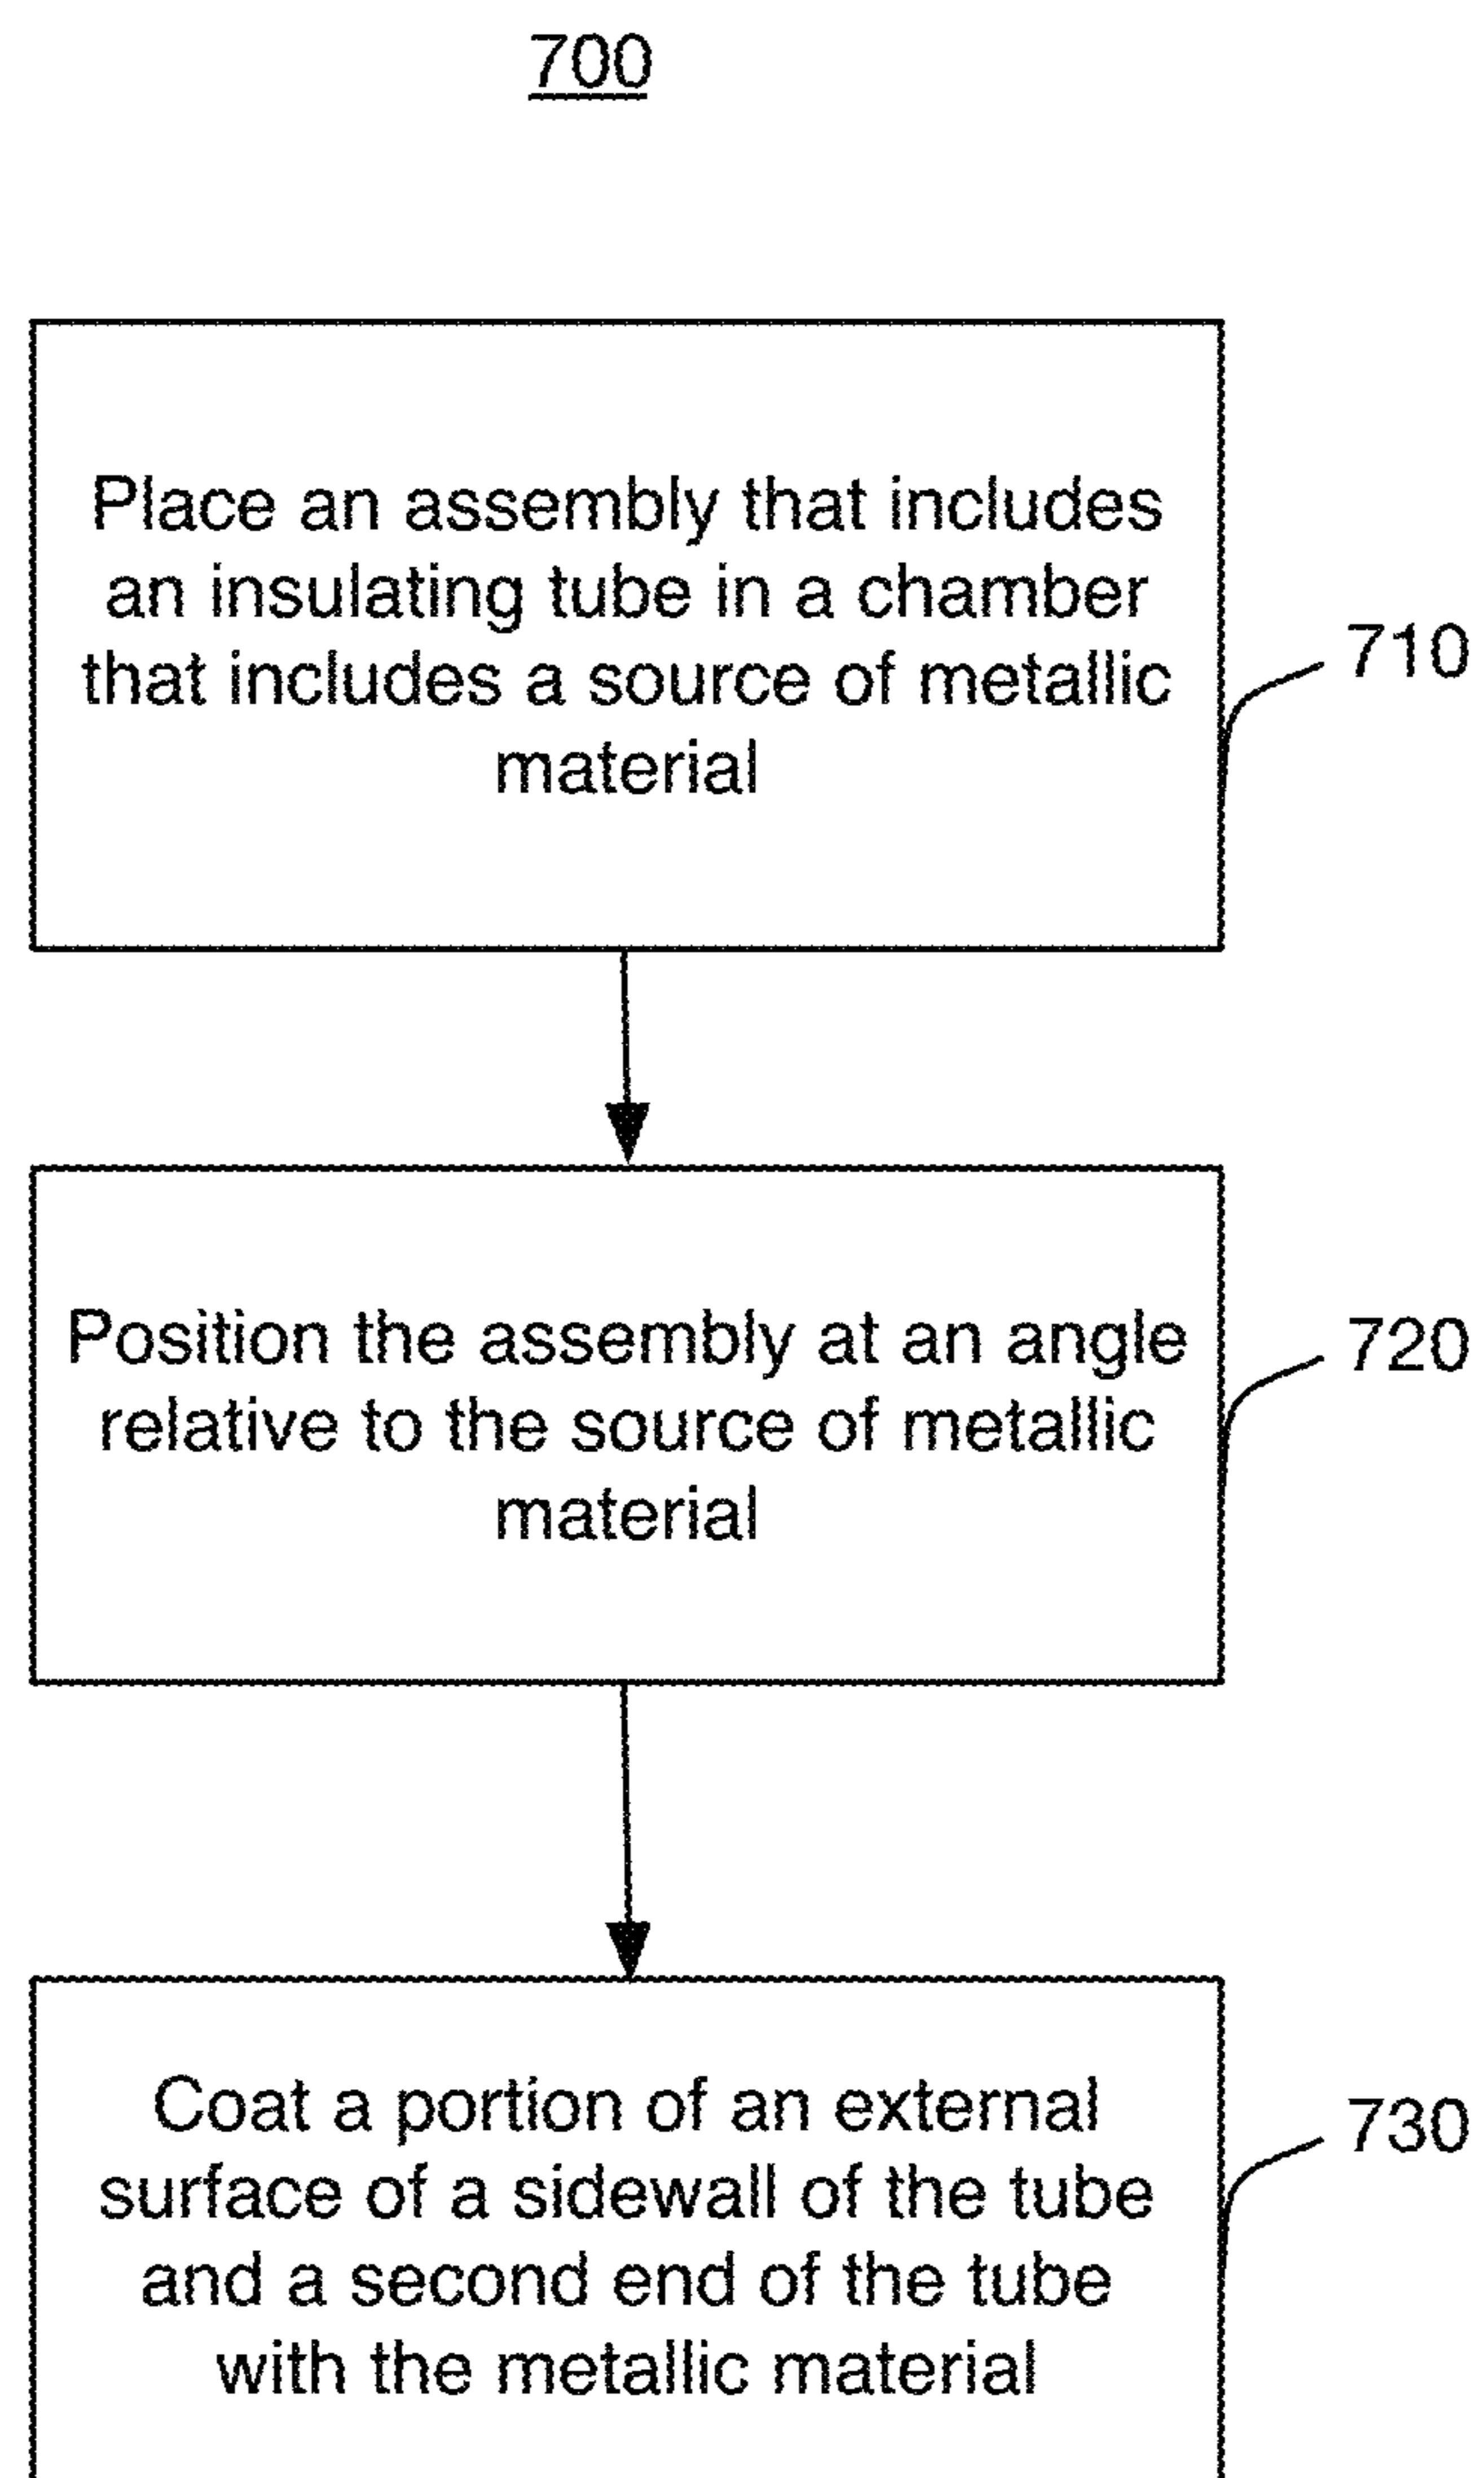 700
Place an assembly that includes
an insulating tube in a chamber
that includes a source of metallic
material
710
Position the assembly at an angle
relative to the source of metallic
material
720
Coat a portion of an external
surface of a sidewall of the tube
and a second end of the tube
with the metallic material
730